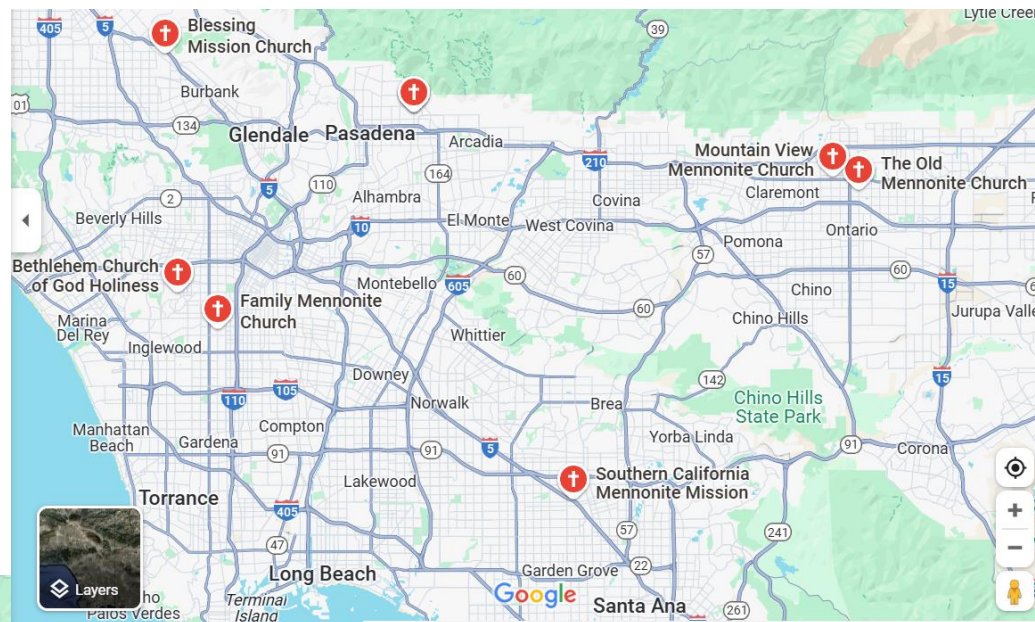 405
5
Blessing
Mission Church
39
Lytle Cree
Burbank
01
134
Glendale
Pasadena
Arcadia
210
Mountain View
Mennonite Church
The Old
Mennonite Church
164
110
5
2
Alhambra
Covina
Claremont
Beverly Hills
10
El Monte
West Covina
57
Pomona
Ontario
Bethlehem Church
of God Holiness
Montebello
605
60
60
15
Chino
Family Mennonite
Church
60
Marina
Del Rey
Whittier
Chino Hills
Jurupa Valle
Inglewood
Downey
142
15
105
110
Norwalk
Brea
Chino Hills
State Park
Compton
Manhattan
Beach
Gardena
91
91
5
Yorba Linda
91
Corona
Lakewood
Southern California
Mennonite Mission
Torrance
405
47
57
241
Layers
Long Beach
Garden Grove
22
Google
Santa Ana
261
Palos Verdes
Terminal
Island